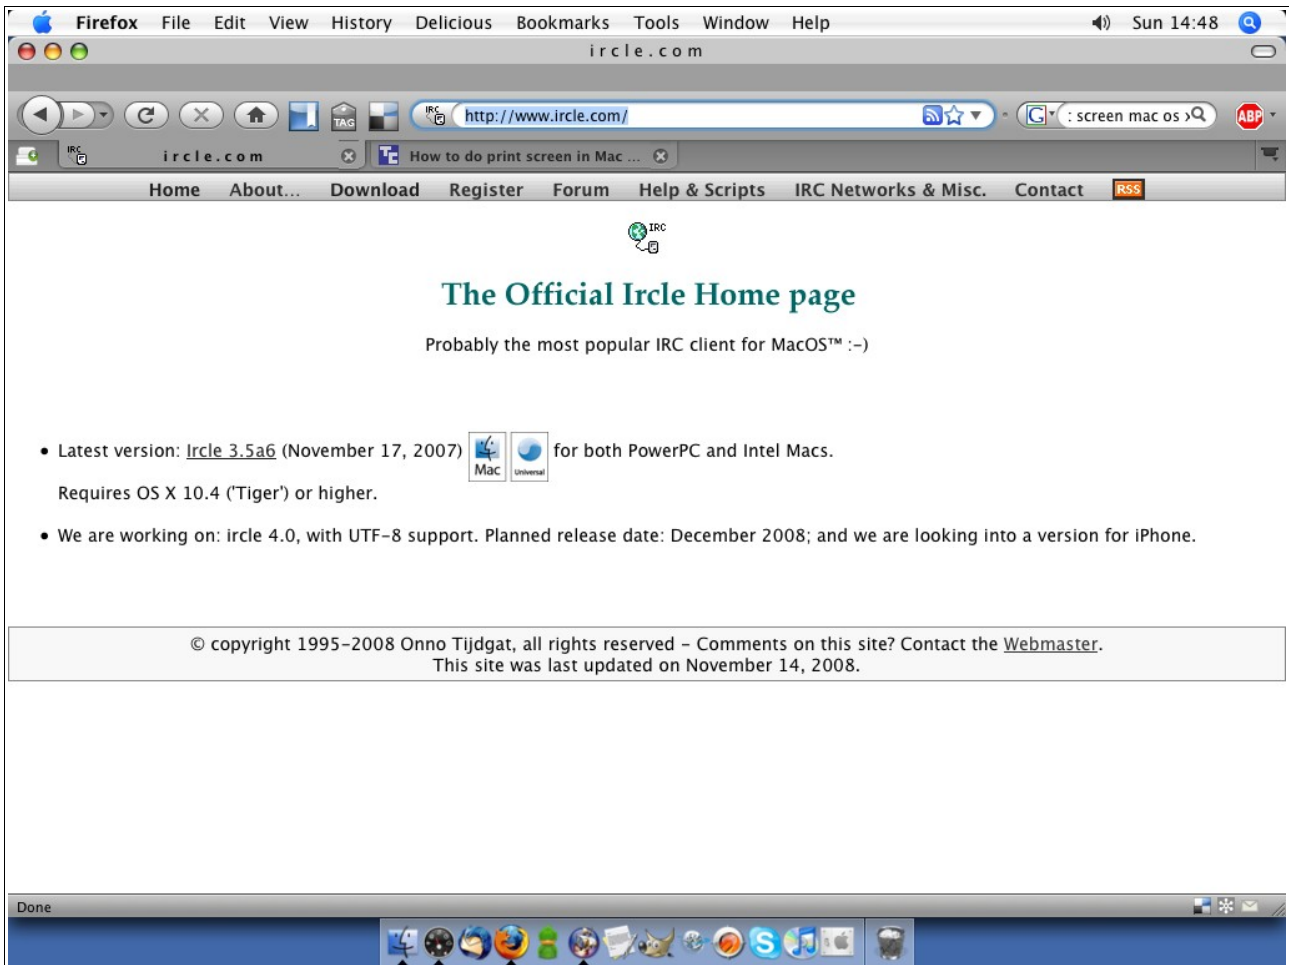 Firefox File Edit View History Delicious Bookmarks Tools Window Help Sun 14:48
ircle.com
TAG IRC http://www.ircle.com/ G : screen mac os › ABP
IRC ircle.com TC How to do print screen in Mac ...
Home About... Download Register Forum Help & Scripts IRC Networks & Misc. Contact RSS
IRC
The Official Ircle Home page
Probably the most popular IRC client for MacOS™ :-)
• Latest version: Ircle 3.5a6 (November 17, 2007) Mac Universal for both PowerPC and Intel Macs.
Requires OS X 10.4 ('Tiger') or higher.
• We are working on: ircle 4.0, with UTF-8 support. Planned release date: December 2008; and we are looking into a version for iPhone.
© copyright 1995-2008 Onno Tijdgat, all rights reserved – Comments on this site? Contact the Webmaster.
This site was last updated on November 14, 2008.
Done